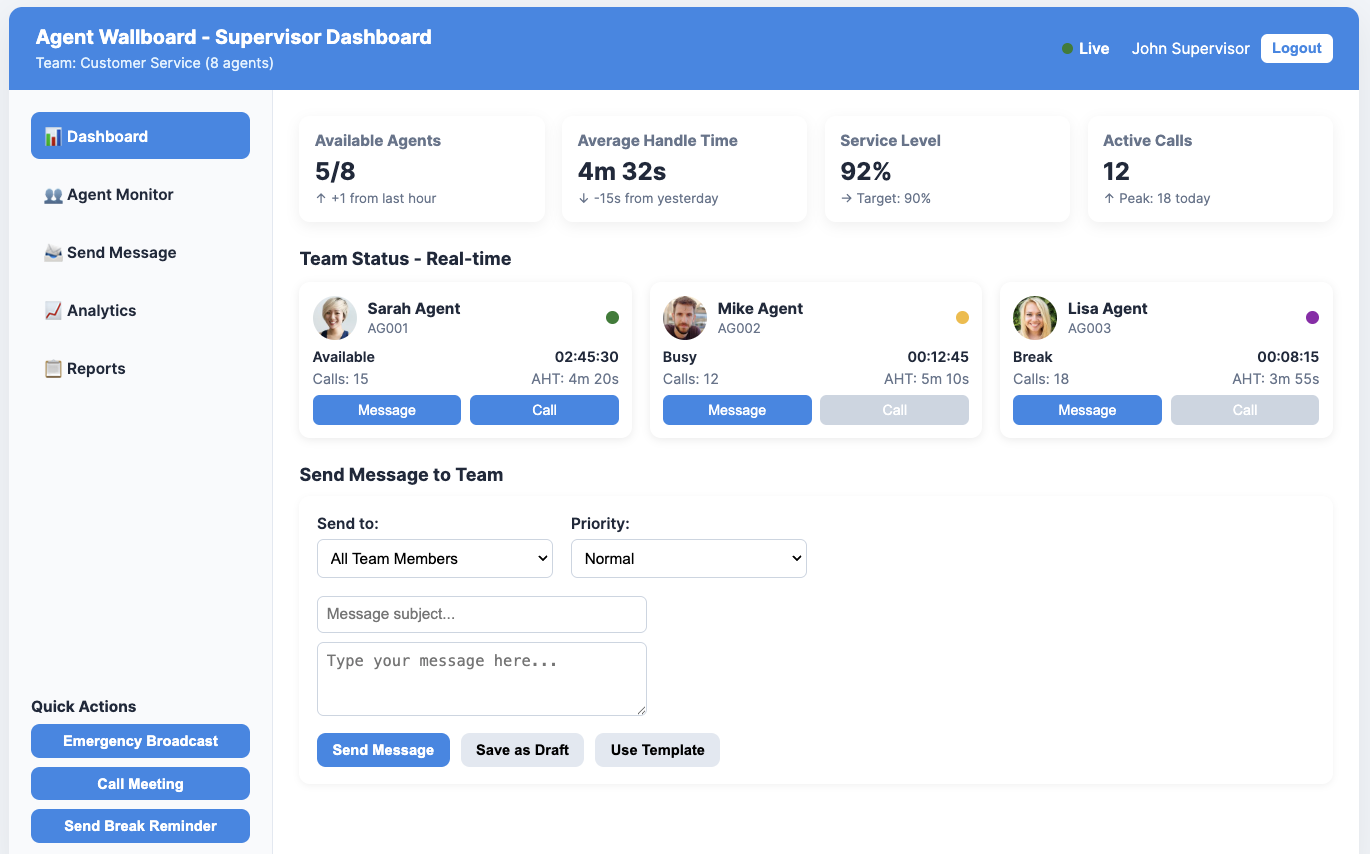 Agent Wallboard - Supervisor Dashboard
Team: Customer Service (8 agents)
Live John Supervisor Logout
Dashboard
Agent Monitor
Send Message
Analytics
Reports
Quick Actions
Emergency Broadcast
Call Meeting
Send Break Reminder
Available Agents
5/8
↑ +1 from last hour
Average Handle Time
4m 32s
↓ -15s from yesterday
Service Level
92%
→ Target: 90%
Active Calls
12
↑ Peak: 18 today
Team Status - Real-time
Sarah Agent
AG001
Available 02:45:30
Calls: 15 AHT: 4m 20s
Message Call
Mike Agent
AG002
Busy 00:12:45
Calls: 12 AHT: 5m 10s
Message Call
Lisa Agent
AG003
Break 00:08:15
Calls: 18 AHT: 3m 55s
Message Call
Send Message to Team
Send to: Priority:
All Team Members Normal
Message subject...
Type your message here...
Send Message Save as Draft Use Template